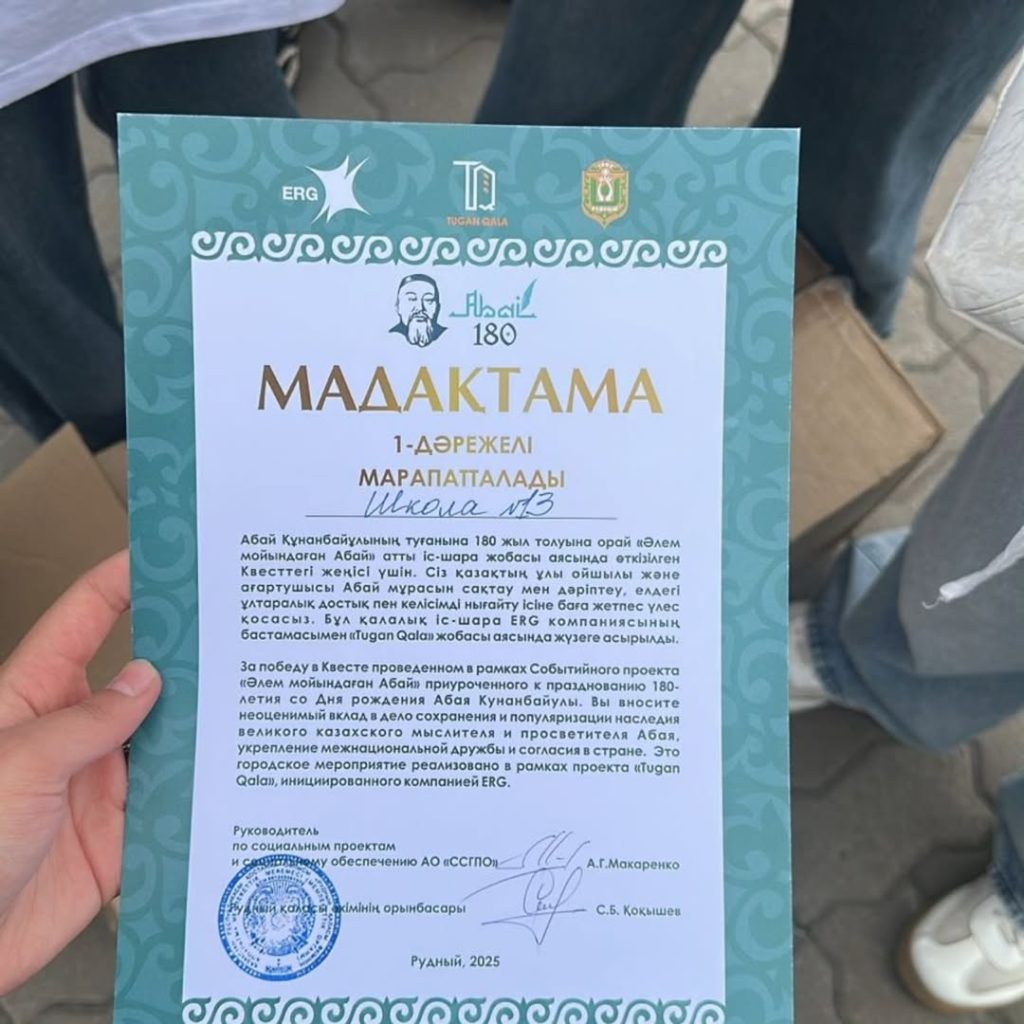 ERG
TUGAN QALA
Abai
180
МАДАҚТАМА
1-ДӘРЕЖЕЛІ
МАРАПАТТАЛАДЫ
Школа №13
Абай Құнанбайұлының туғанына 180 жыл толуына орай «Әлем
мойындаған Абай» атты іс-шара жобасы аясында өткізілген
Квесттегі жеңісі үшін. Сіз қазақтың ұлы ойшылы және
ағартушысы Абай мұрасын сақтау мен дәріптеу, елдегі
ұлтаралық достық пен келісімді нығайту ісіне баға жетпес үлес
қосасыз. Бұл қалалық іс-шара ERG компаниясының
бастамасымен «Tugan Qala» жобасы аясында жүзеге асырылды.
За победу в Квесте проведенном в рамках Событийного проекта
«Әлем мойындаған Абай» приуроченного к празднованию 180-
летия со Дня рождения Абая Кунанбайулы. Вы вносите
неоценимый вклад в дело сохранения и популяризации наследия
великого казахского мыслителя и просветителя Абая,
укрепление межнациональной дружбы и согласия в стране. Это
городское мероприятие реализовано в рамках проекта «Tugan
Qala», инициированного компанией ERG.
Руководитель
по социальным проектам
и социальному обеспечению АО «ССГПО»
А.Г.Макаренко
Рудный қаласы әкімінің орынбасары
С.Б. Қоқышев
Рудный, 2025